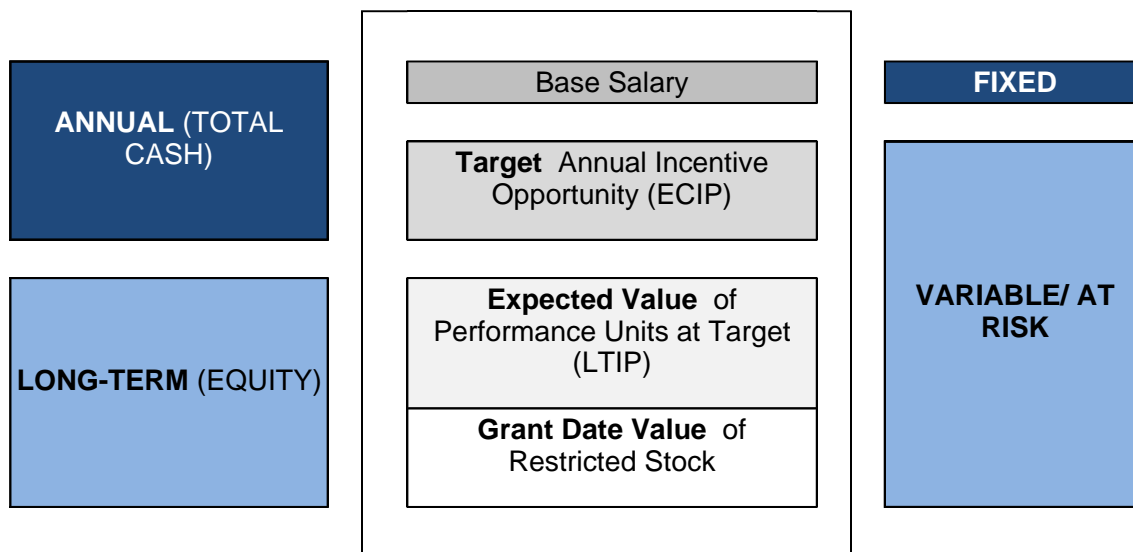 ANNUAL (TOTAL
CASH)
LONG-TERM (EQUITY)
Base Salary
Target Annual Incentive
Opportunity (ECIP)
Expected Value of
Performance Units at Target
(LTIP)
Grant Date Value of
Restricted Stock
FIXED
VARIABLE/ AT
RISK